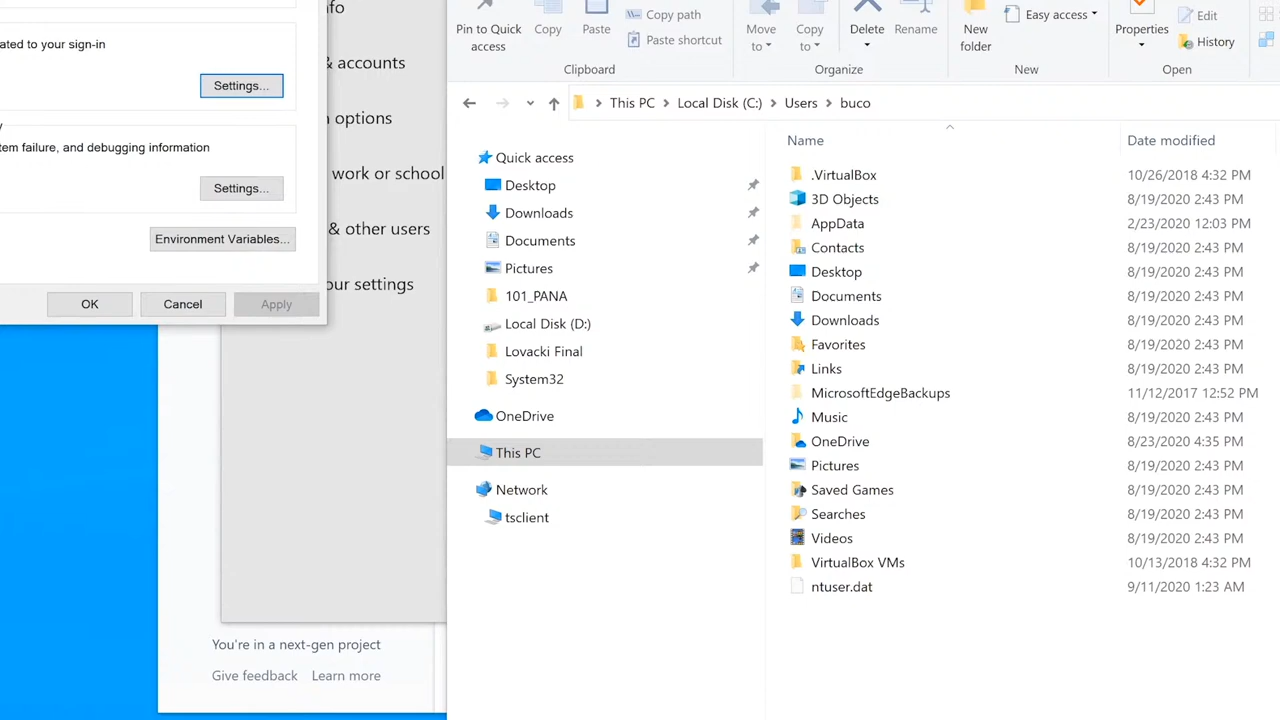 ated to your sign-in
Settings...
tem failure, and debugging information
Settings...
Environment Variables...
OK
Cancel
Apply
nfo
& accounts
n options
work or school
& other users
our settings
You're in a next-gen project
Give feedback
Learn more
Pin to Quick access
Copy
Paste
Copy path
Paste shortcut
Clipboard
Move to
Copy to
Delete
Rename
Organize
New folder
Easy access
New
Properties
Edit
History
Open
This PC
Local Disk (C:)
Users
buco
Quick access
Desktop
Downloads
Documents
Pictures
101_PANA
Local Disk (D:)
Lovacki Final
System32
OneDrive
This PC
Network
tsclient
Name Date modified
.VirtualBox 10/26/2018 4:32 PM
3D Objects 8/19/2020 2:43 PM
AppData 2/23/2020 12:03 PM
Contacts 8/19/2020 2:43 PM
Desktop 8/19/2020 2:43 PM
Documents 8/19/2020 2:43 PM
Downloads 8/19/2020 2:43 PM
Favorites 8/19/2020 2:43 PM
Links 8/19/2020 2:43 PM
MicrosoftEdgeBackups 11/12/2017 12:52 PM
Music 8/19/2020 2:43 PM
OneDrive 8/23/2020 4:35 PM
Pictures 8/19/2020 2:43 PM
Saved Games 8/19/2020 2:43 PM
Searches 8/19/2020 2:43 PM
Videos 8/19/2020 2:43 PM
VirtualBox VMs 10/13/2018 4:32 PM
ntuser.dat 9/11/2020 1:23 AM